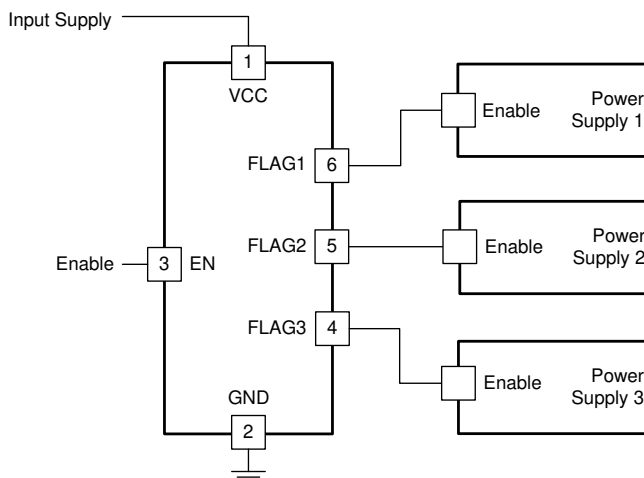 Input Supply
1
VCC
FLAG1
6
Enable
Power
Supply 1
Enable
3
EN
FLAG2
5
Enable
Power
Supply 2
FLAG3
4
Enable
Power
Supply 3
GND
2